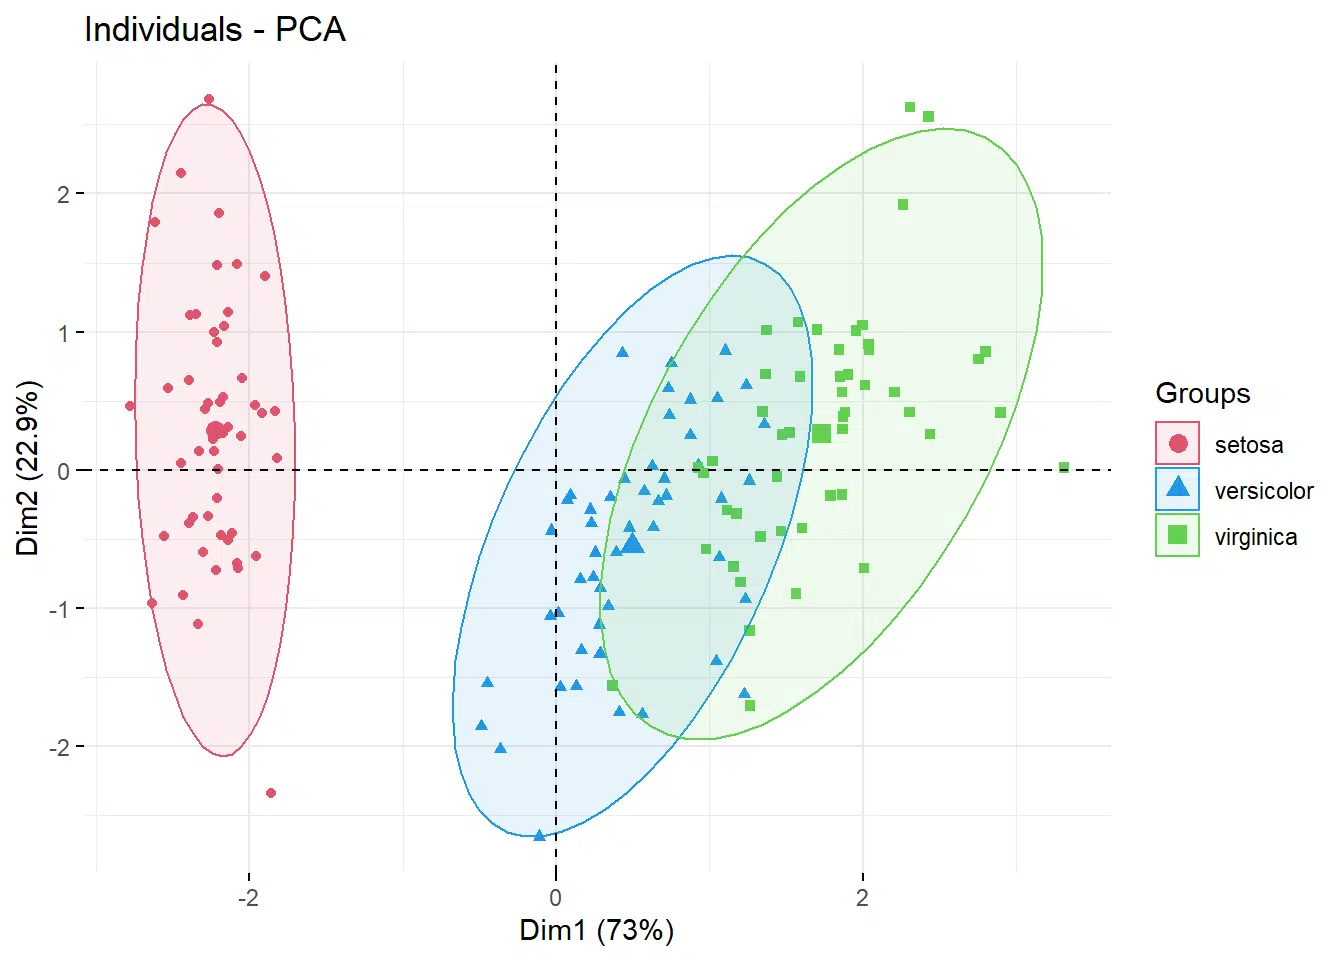 Individuals - PCA
Dim2 (22.9%)
2
1
0
-1
-2
-2
0
2
Dim1 (73%)
Groups
setosa
versicolor
virginica